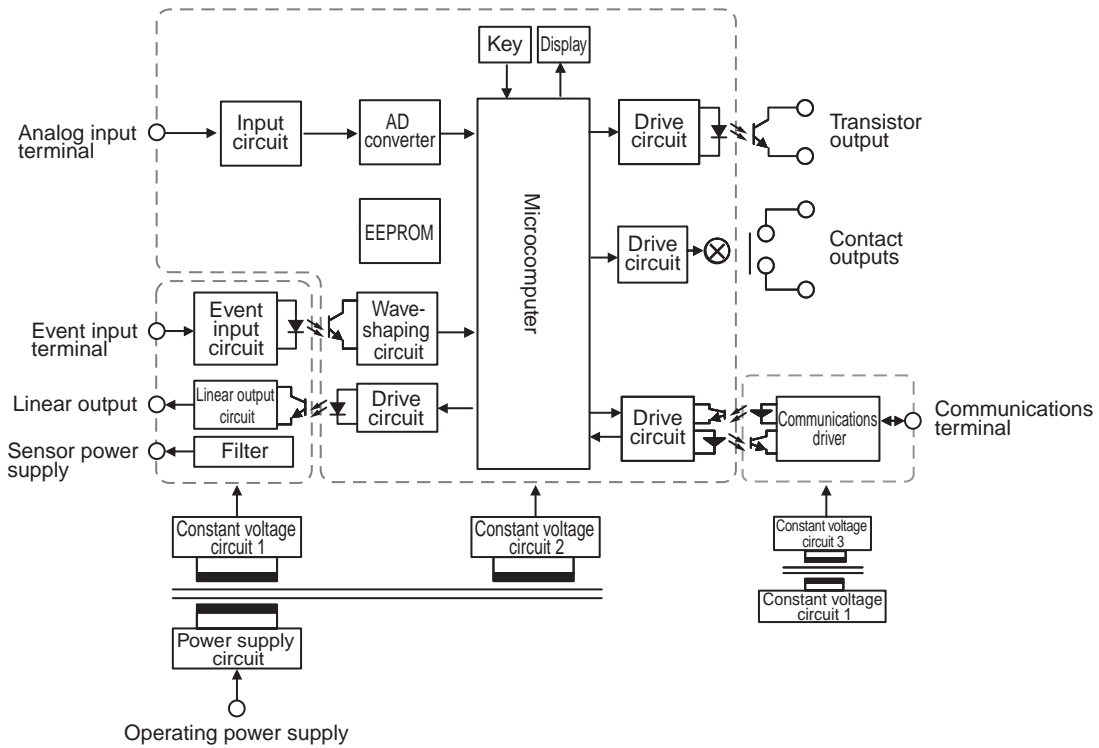 Key
Display
Analog input
terminal
Input
circuit
AD
converter
Drive
circuit
Transistor
output
EEPROM
Microcomputer
Drive
circuit
Contact
outputs
Event input
terminal
Event
input
circuit
Wave-
shaping
circuit
Linear output
Linear output
circuit
Drive
circuit
Drive
circuit
Communications
driver
Communications
terminal
Sensor power
supply
Filter
Constant voltage
circuit 1
Constant voltage
circuit 2
Constant voltage
circuit 3
Constant voltage
circuit 1
Power supply
circuit
Operating power supply